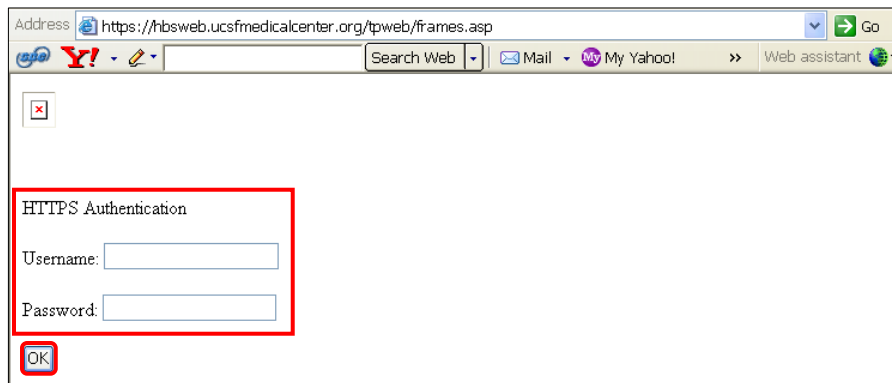 Address https://hbsweb.ucsfmedicalcenter.org/tpweb/frames.asp Go
Y! Search Web Mail My My Yahoo! >> Web assistant
HTTPS Authentication
Username:
Password:
OK